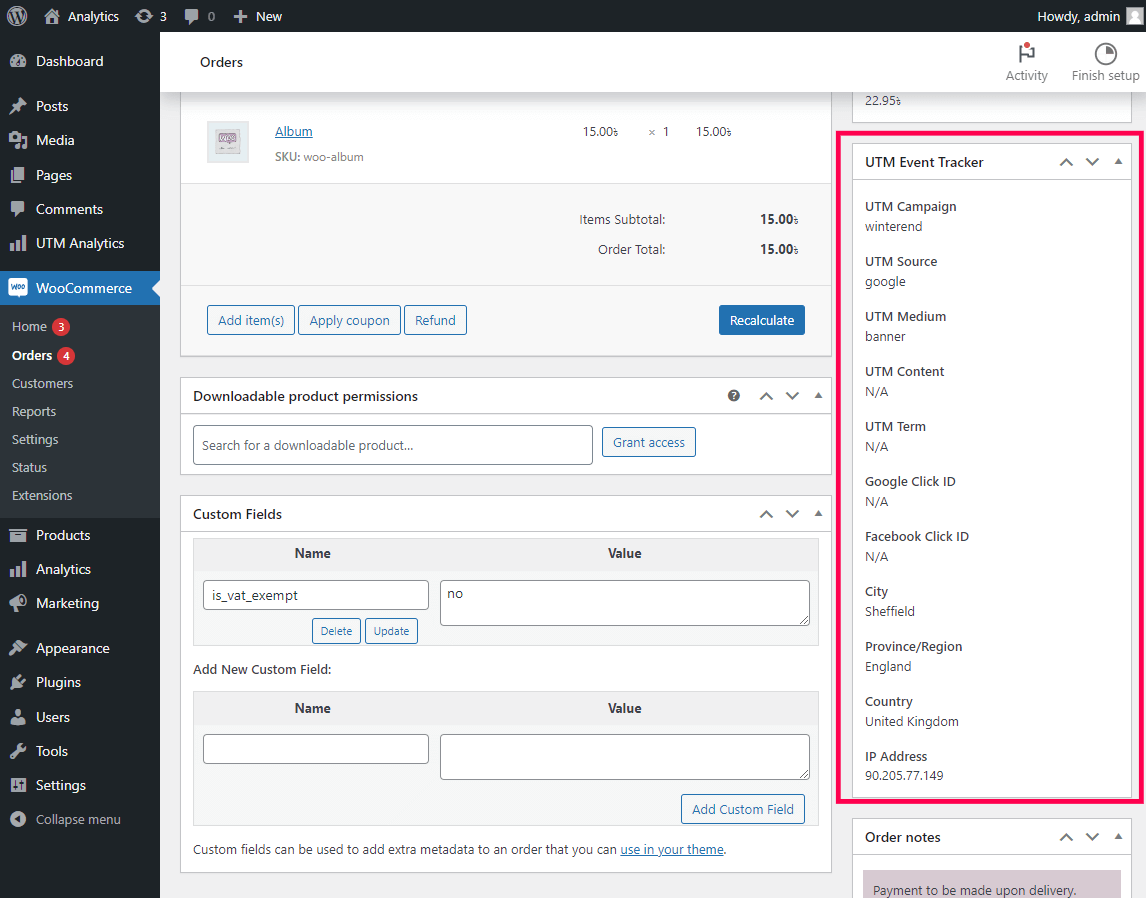 Analytics
3
0
New
Howdy, admin
Dashboard
Posts
Media
Pages
Comments
UTM Analytics
WooCommerce
Home 3
Orders 4
Customers
Reports
Settings
Status
Extensions
Products
Analytics
Marketing
Appearance
Plugins
Users
Tools
Settings
Collapse menu
Orders
Activity
Finish setup
Album 15.00৳ × 1 15.00৳
SKU: woo-album
Items Subtotal: 15.00৳
Order Total: 15.00৳
Add item(s) Apply coupon Refund Recalculate
Downloadable product permissions
Search for a downloadable product... Grant access
Custom Fields
Name Value
is_vat_exempt no
Delete Update
Add New Custom Field:
Name Value
Add Custom Field
Custom fields can be used to add extra metadata to an order that you can use in your theme.
22.95৳
UTM Event Tracker
UTM Campaign
winterend
UTM Source
google
UTM Medium
banner
UTM Content
N/A
UTM Term
N/A
Google Click ID
N/A
Facebook Click ID
N/A
City
Sheffield
Province/Region
England
Country
United Kingdom
IP Address
90.205.77.149
Order notes
Payment to be made upon delivery.